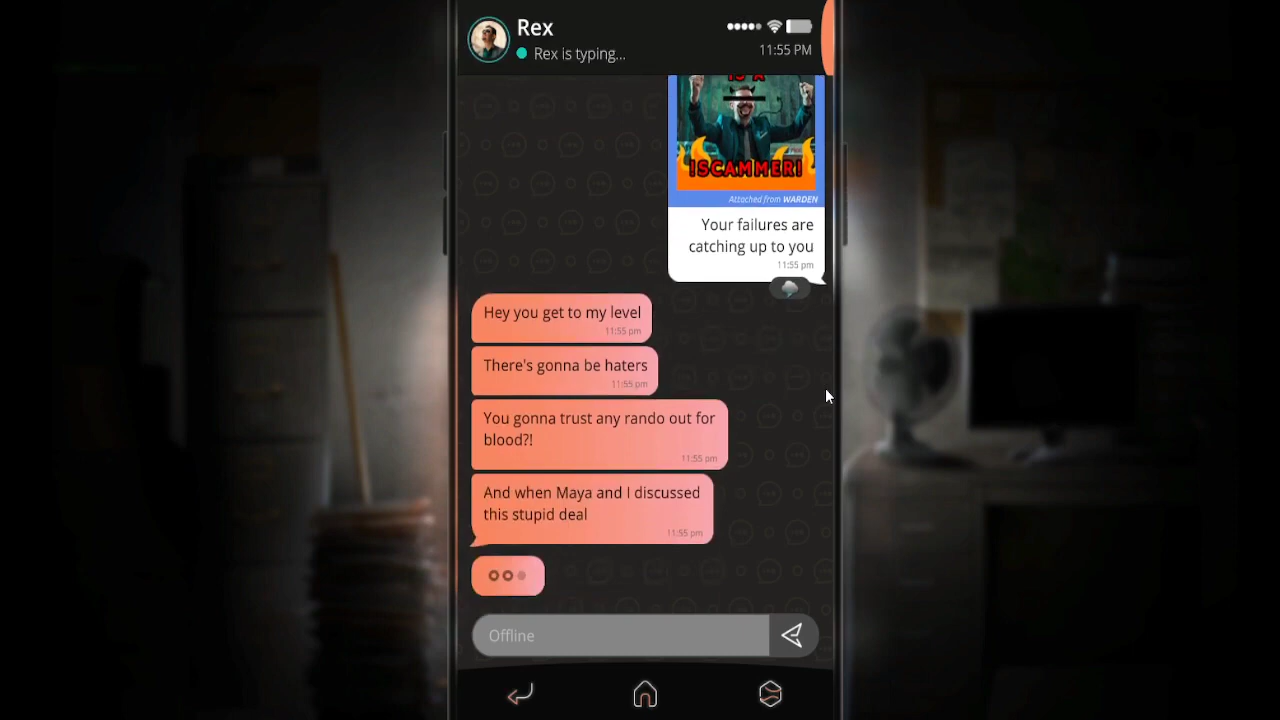 Rex
Rex is typing...
11:55 PM
IS A
!SCAMMER!
Attached from WARDEN
Your failures are
catching up to you
11:55 pm
Hey you get to my level
11:55 pm
There's gonna be haters
11:55 pm
You gonna trust any rando out for
blood?!
11:55 pm
And when Maya and I discussed
this stupid deal
11:55 pm
Offline